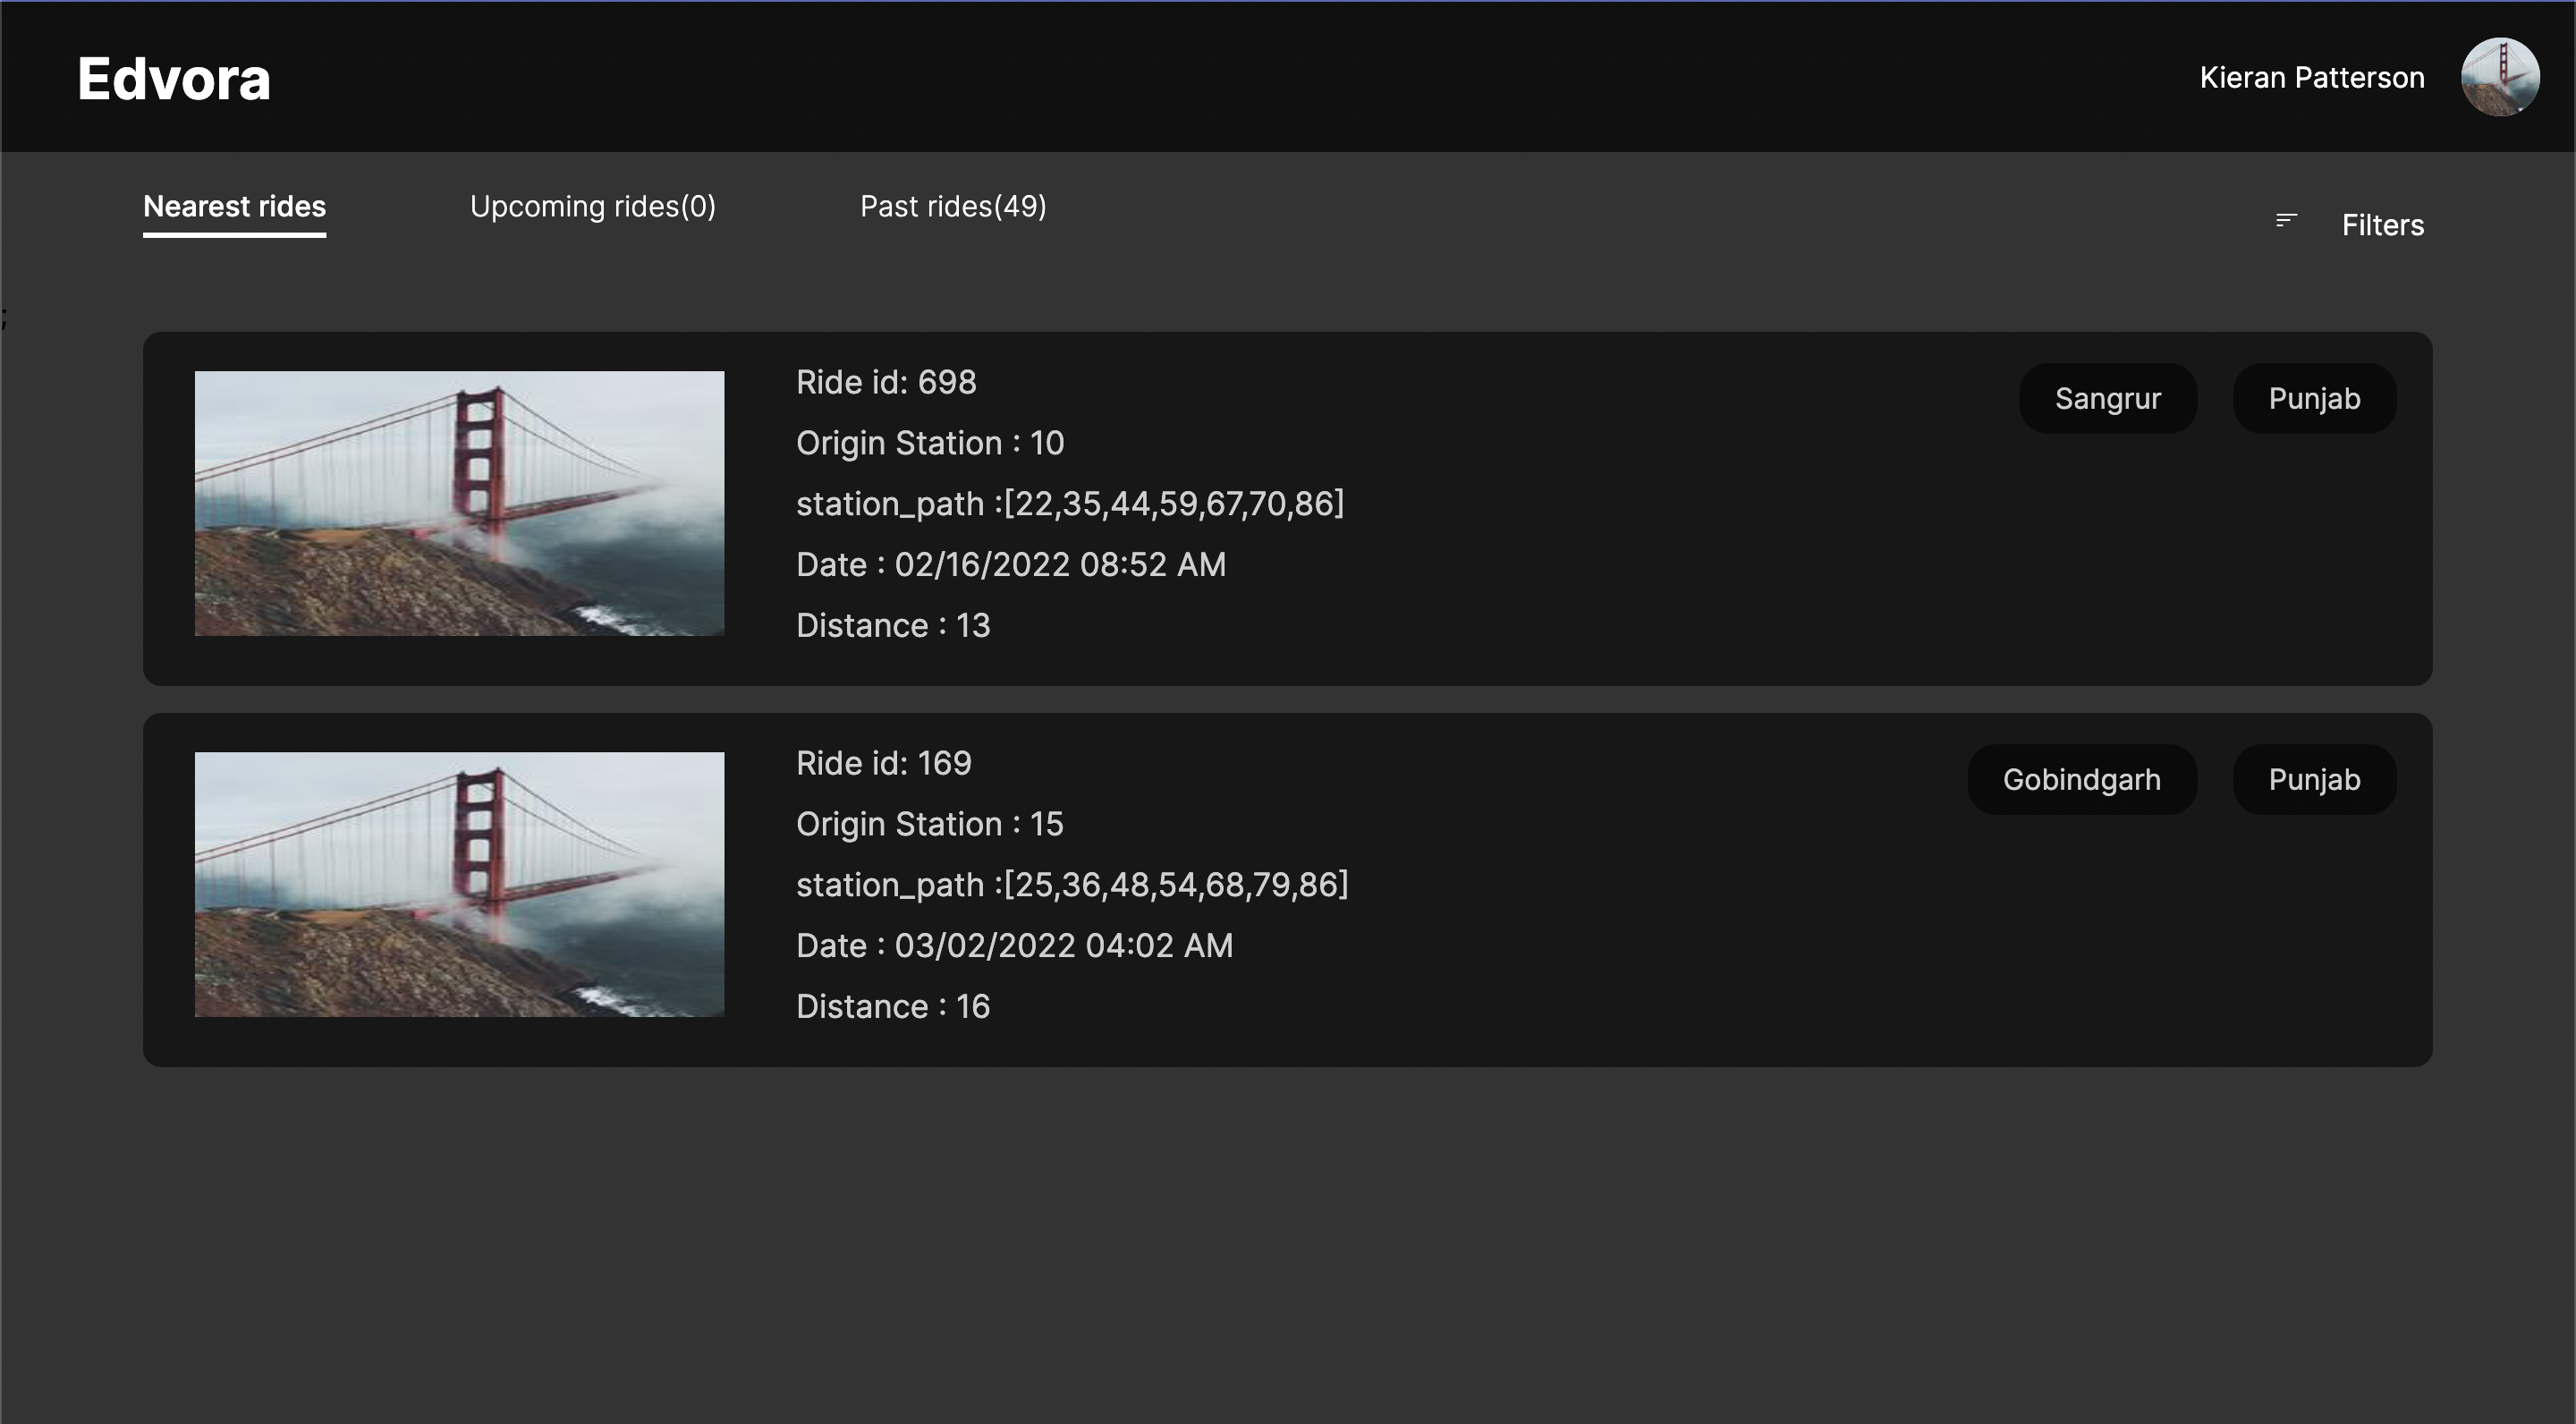 Edvora
Kieran Patterson
Nearest rides
Upcoming rides(0)
Past rides(49)
Filters
;
Ride id: 698
Origin Station : 10
station_path :[22,35,44,59,67,70,86]
Date : 02/16/2022 08:52 AM
Distance : 13
Sangrur
Punjab
Ride id: 169
Origin Station : 15
station_path :[25,36,48,54,68,79,86]
Date : 03/02/2022 04:02 AM
Distance : 16
Gobindgarh
Punjab